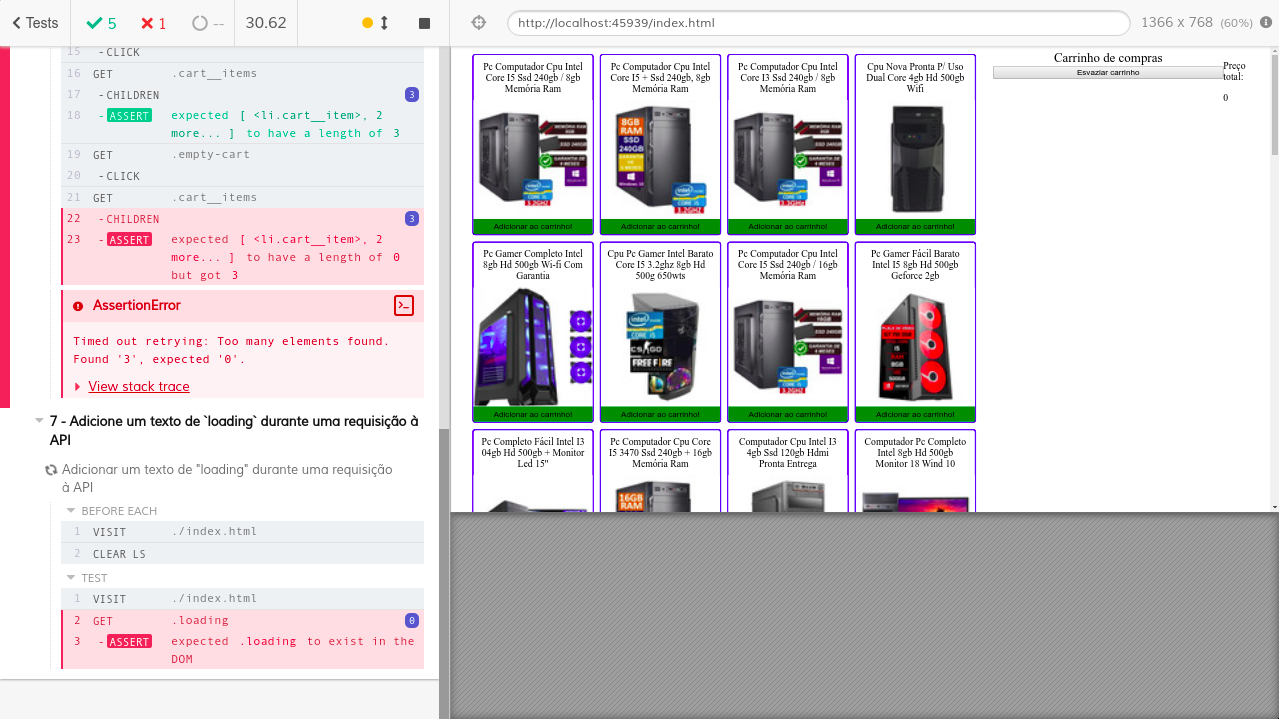 Tests
5
1
--
30.62
http://localhost:45939/index.html
1366 x 768 (60%)
15 -CLICK
16 GET .cart__items
17 -CHILDREN 3
18 -ASSERT expected [ <li.cart__item>, 2
more... ] to have a length of 3
19 GET .empty-cart
20 -CLICK
21 GET .cart__items
22 -CHILDREN 3
23 -ASSERT expected [ <li.cart__item>, 2
more... ] to have a length of 0
but got 3
AssertionError
Timed out retrying: Too many elements found.
Found '3', expected '0'.
View stack trace
7 - Adicione um texto de `loading` durante uma requisição à
API
Adicionar um texto de "loading" durante uma requisição
à API
BEFORE EACH
1 VISIT ./index.html
2 CLEAR LS
TEST
1 VISIT ./index.html
2 GET .loading 0
3 -ASSERT expected .loading to exist in the
DOM
Pc Computador Cpu Intel
Core I5 Ssd 240gb / 8gb
Memória Ram
Adicionar ao carrinho!
Pc Computador Cpu Intel
Core I5 + Ssd 240gb, 8gb
Memória Ram
8GB
RAM
SSD
240GB
Windows 10
Adicionar ao carrinho!
Pc Computador Cpu Intel
Core I3 Ssd 240gb / 8gb
Memória Ram
Adicionar ao carrinho!
Cpu Nova Pronta P/ Uso
Dual Core 4gb Hd 500gb
Wifi
Adicionar ao carrinho!
Carrinho de compras
Esvaziar carrinho
Preço
total:
0
Pc Gamer Completo Intel
8gb Hd 500gb Wi-fi Com
Garantia
Adicionar ao carrinho!
Cpu Pc Gamer Intel Barato
Core I5 3.2ghz 8gb Hd
500g 650wts
CS GO
FREE FIRE
Adicionar ao carrinho!
Pc Computador Cpu Intel
Core I5 Ssd 240gb / 16gb
Memória Ram
Adicionar ao carrinho!
Pc Gamer Fácil Barato
Intel I5 8gb Hd 500gb
Geforce 2gb
Adicionar ao carrinho!
Pc Completo Fácil Intel I3
04gb Hd 500gb + Monitor
Led 15"
Pc Computador Cpu Core
I5 3470 Ssd 240gb + 16gb
Memória Ram
16GB
RAM
Computador Cpu Intel I3
4gb Ssd 120gb Hdmi
Pronta Entrega
Computador Pc Completo
Intel 8gb Hd 500gb
Monitor 18 Wind 10